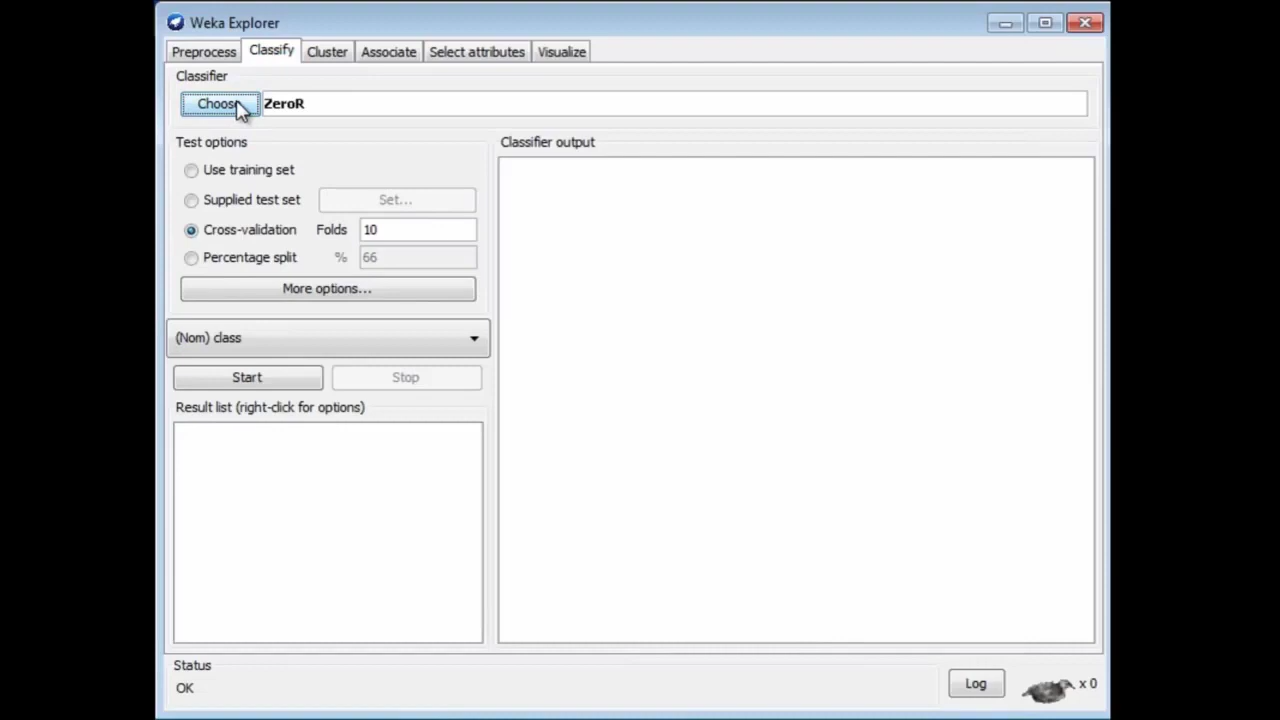 Weka Explorer
Preprocess Classify Cluster Associate Select attributes Visualize
Classifier
Choose ZeroR
Test options
Use training set
Supplied test set Set...
Cross-validation Folds 10
Percentage split % 66
More options...
(Nom) class
Start Stop
Result list (right-click for options)
Classifier output
Status
OK
Log x 0